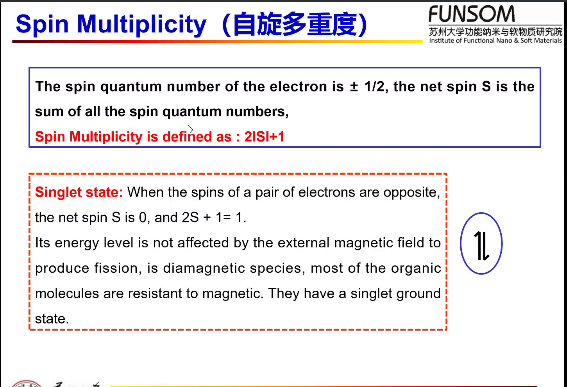 Spin Multiplicity（自旋多重度）
FUNSOM
苏州大学功能纳米与软物质研究院
Institute of Functional Nano & Soft Materials
The spin quantum number of the electron is ± 1/2, the net spin S is the
sum of all the spin quantum numbers,
Spin Multiplicity is defined as : 2ISI+1
Singlet state: When the spins of a pair of electrons are opposite,
the net spin S is 0, and 2S + 1= 1.
Its energy level is not affected by the external magnetic field to
produce fission, is diamagnetic species, most of the organic
molecules are resistant to magnetic. They have a singlet ground
state.